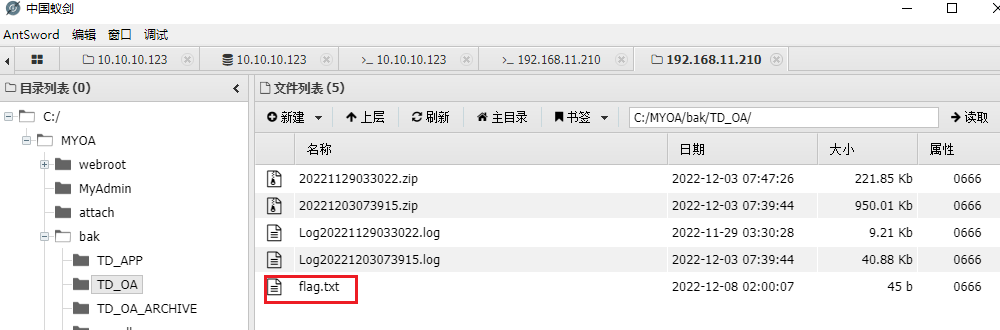 中国蚁剑
AntSword 编辑 窗口 调试
10.10.10.123 10.10.10.123 >_ 10.10.10.123 >_ 192.168.11.210 192.168.11.210
目录列表 (0) 文件列表 (5)
新建 上层 刷新 主目录 书签 C:/MYOA/bak/TD_OA/ 读取
名称 日期 大小 属性
20221129033022.zip 2022-12-03 07:47:26 221.85 Kb 0666
20221203073915.zip 2022-12-03 07:39:44 950.01 Kb 0666
Log20221129033022.log 2022-11-29 03:30:28 9.21 Kb 0666
Log20221203073915.log 2022-12-03 07:39:44 40.88 Kb 0666
flag.txt 2022-12-08 02:00:07 45 b 0666
C:/
MYOA
webroot
MyAdmin
attach
bak
TD_APP
TD_OA
TD_OA_ARCHIVE